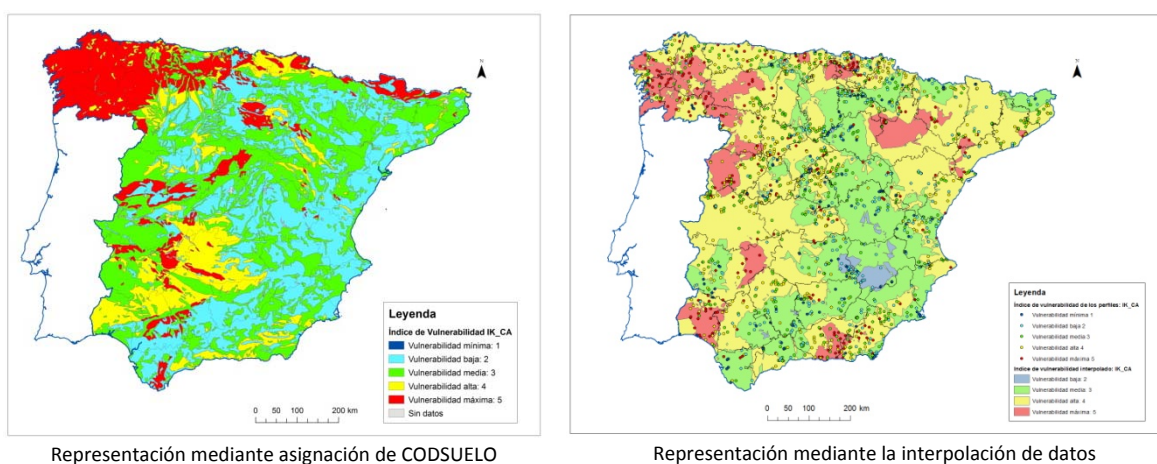 N
Leyenda
Índice de Vulnerabilidad IK_CA
Vulnerabilidad mínima: 1
Vulnerabilidad baja: 2
Vulnerabilidad media: 3
Vulnerabilidad alta: 4
Vulnerabilidad máxima: 5
Sin datos
0 50 100 200 km
Representación mediante asignación de CODSUELO
Leyenda
Índice de vulnerabilidad de los perfiles: IK_CA
Vulnerabilidad mínima 1
Vulnerabilidad baja 2
Vulnerabilidad media 3
Vulnerabilidad alta 4
Vulnerabilidad máxima 5
Indice de vulnerabilidad interpolado: IK_CA
Vulnerabilidad baja: 2
Vulnerabilidad media: 3
Vulnerabilidad alta: 4
Vulnerabilidad máxima: 5
0 50 100 200 km
Representación mediante la interpolación de datos